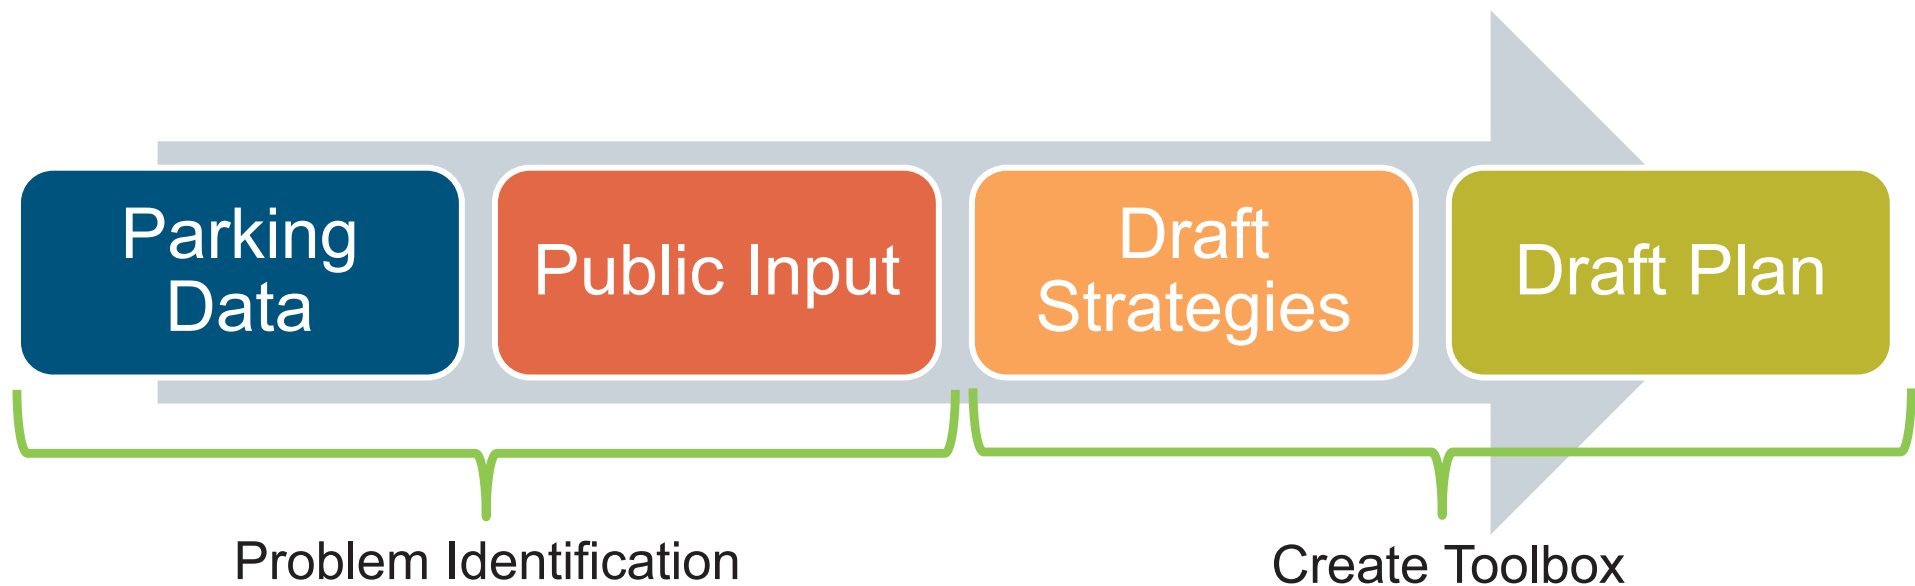 Parking
Data
Public Input
Draft
Strategies
Draft Plan
Problem Identification
Create Toolbox